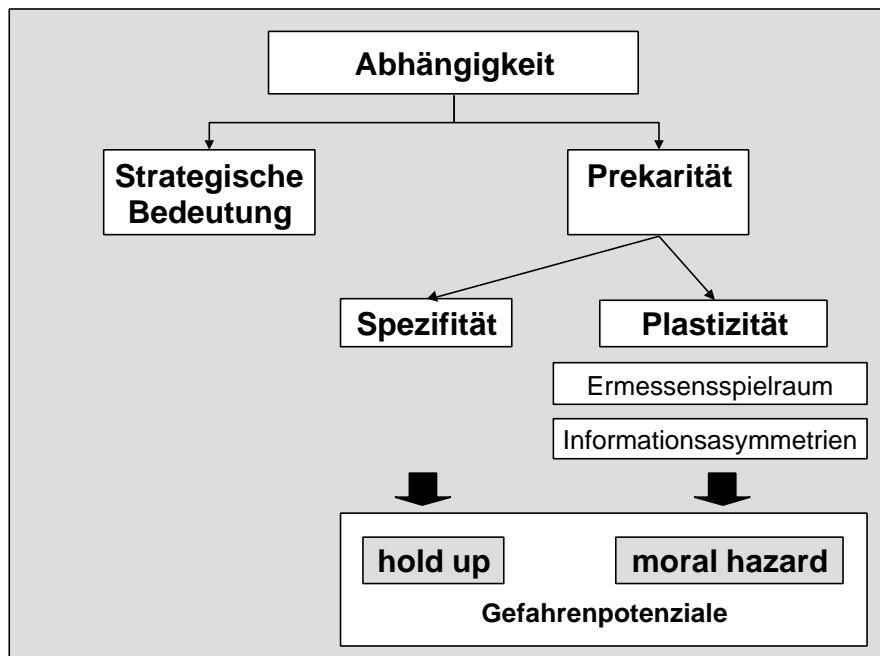 Abhängigkeit
Strategische
Bedeutung
Prekarität
Spezifität
Plastizität
Ermessensspielraum
Informationsasymmetrien
hold up
moral hazard
Gefahrenpotenziale